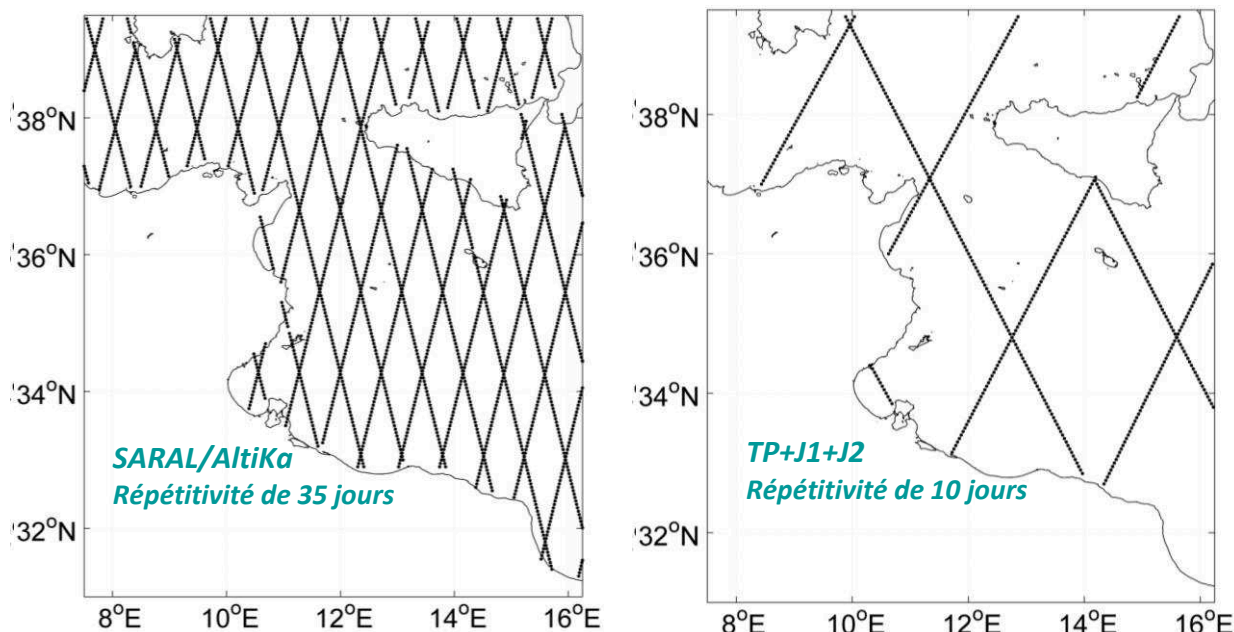 38°N
36°N
34°N
32°N
8°E 10°E 12°E 14°E 16°E
SARAL/AltiKa
Répétitivité de 35 jours
38°N
36°N
34°N
32°N
8°E 10°E 12°E 14°E 16°E
TP+J1+J2
Répétitivité de 10 jours